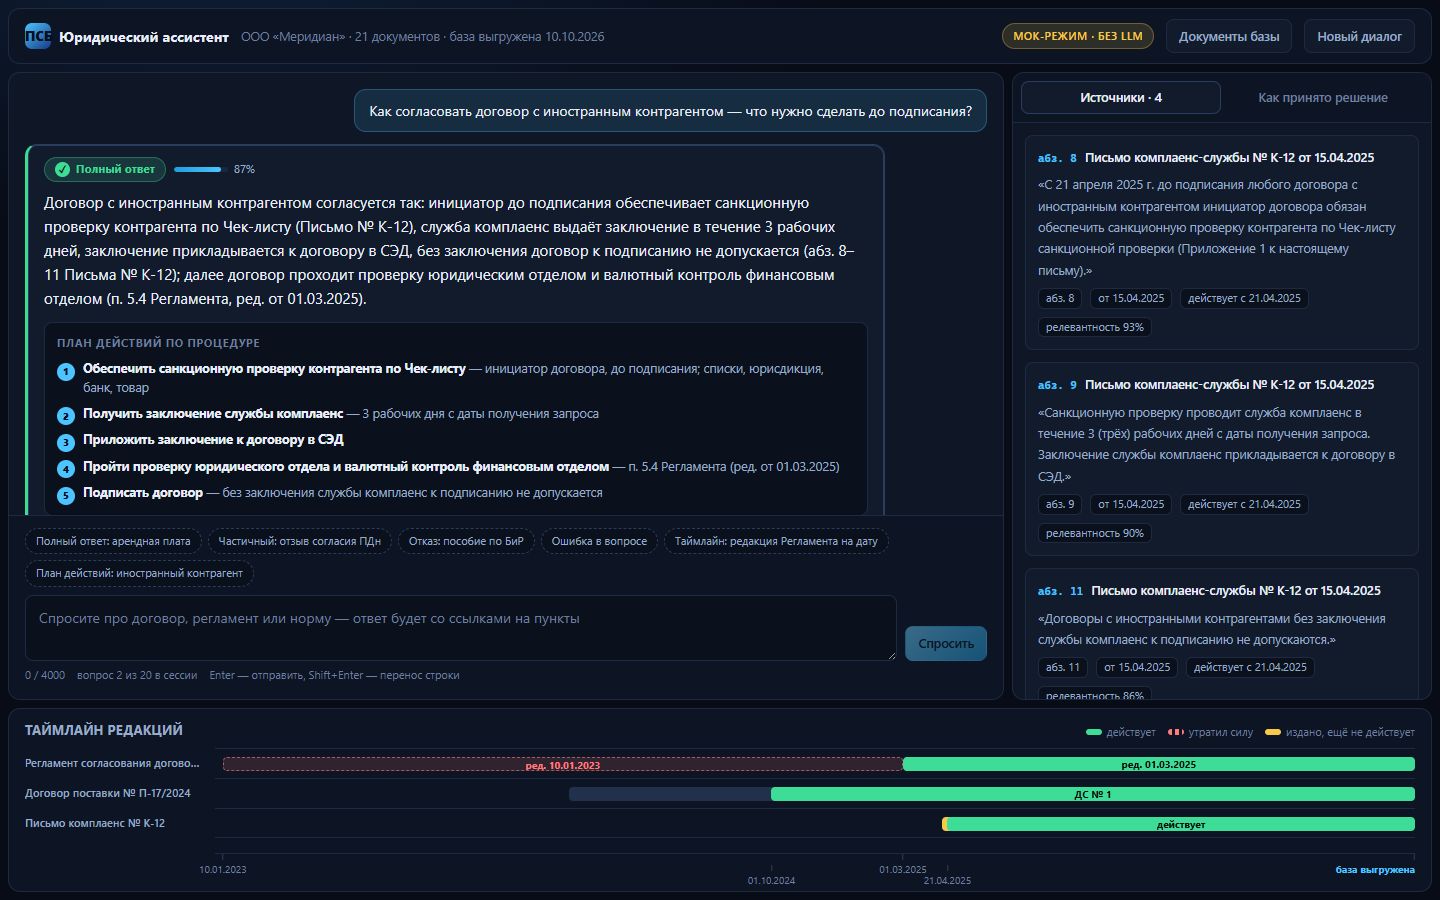 ПСБ Юридический ассистент ООО «Меридиан» · 21 документов · база выгружена 10.10.2026
МОК-РЕЖИМ · БЕЗ LLM
Документы базы
Новый диалог
Как согласовать договор с иностранным контрагентом — что нужно сделать до подписания?
✓ Полный ответ 87%
Договор с иностранным контрагентом согласуется так: инициатор до подписания обеспечивает санкционную
проверку контрагента по Чек-листу (Письмо № К-12), служба комплаенс выдаёт заключение в течение 3 рабочих
дней, заключение прикладывается к договору в СЭД, без заключения договор к подписанию не допускается (абз. 8–
11 Письма № К-12); далее договор проходит проверку юридическим отделом и валютный контроль финансовым
отделом (п. 5.4 Регламента, ред. от 01.03.2025).
ПЛАН ДЕЙСТВИЙ ПО ПРОЦЕДУРЕ
1 Обеспечить санкционную проверку контрагента по Чек-листу — инициатор договора, до подписания; списки, юрисдикция,
банк, товар
2 Получить заключение службы комплаенс — 3 рабочих дня с даты получения запроса
3 Приложить заключение к договору в СЭД
4 Пройти проверку юридического отдела и валютный контроль финансовым отделом — п. 5.4 Регламента (ред. от 01.03.2025)
5 Подписать договор — без заключения службы комплаенс к подписанию не допускается
Полный ответ: арендная плата
Частичный: отзыв согласия ПДн
Отказ: пособие по БиР
Ошибка в вопросе
Таймлайн: редакция Регламента на дату
План действий: иностранный контрагент
Спросите про договор, регламент или норму — ответ будет со ссылками на пункты
Спросить
0 / 4000 вопрос 2 из 20 в сессии Enter — отправить, Shift+Enter — перенос строки
Источники · 4
Как принято решение
абз. 8 Письмо комплаенс-службы № К-12 от 15.04.2025
«С 21 апреля 2025 г. до подписания любого договора с
иностранным контрагентом инициатор договора обязан
обеспечить санкционную проверку контрагента по Чек-листу
санкционной проверки (Приложение 1 к настоящему
письму).»
абз. 8 от 15.04.2025 действует с 21.04.2025
релевантность 93%
абз. 9 Письмо комплаенс-службы № К-12 от 15.04.2025
«Санкционную проверку проводит служба комплаенс в
течение 3 (трёх) рабочих дней с даты получения запроса.
Заключение службы комплаенс прикладывается к договору в
СЭД.»
абз. 9 от 15.04.2025 действует с 21.04.2025
релевантность 90%
абз. 11 Письмо комплаенс-службы № К-12 от 15.04.2025
«Договоры с иностранными контрагентами без заключения
службы комплаенс к подписанию не допускаются.»
абз. 11 от 15.04.2025 действует с 21.04.2025
релевантность 86%
ТАЙМЛАЙН РЕДАКЦИЙ
действует утратил силу издано, ещё не действует
Регламент согласования догово... ред. 10.01.2023 ред. 01.03.2025
Договор поставки № П-17/2024 ДС № 1
Письмо комплаенс № К-12 действует
10.01.2023 01.03.2025 база выгружена
01.10.2024 21.04.2025